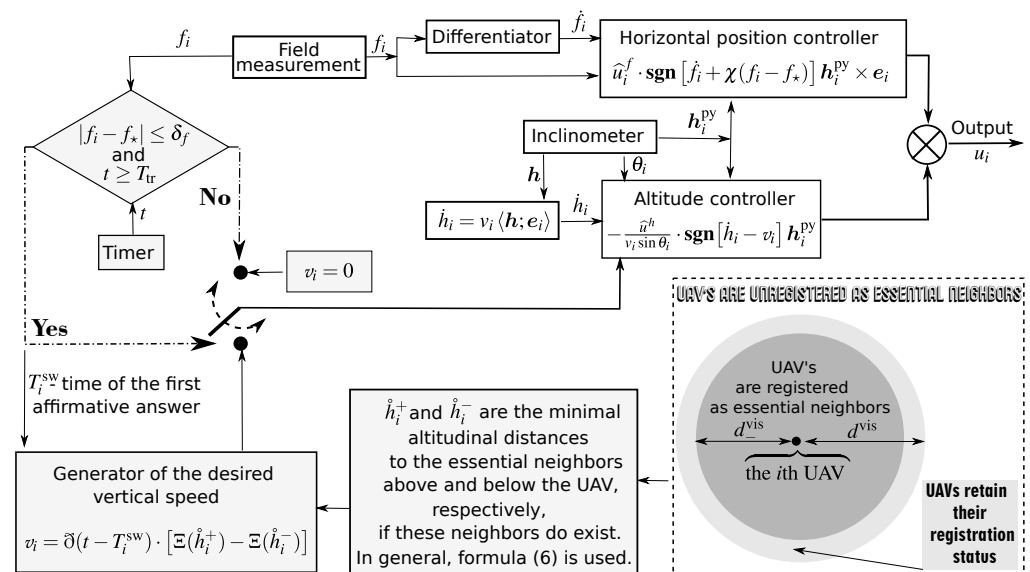 f_i
Field
measurement
f_i
Differentiator
ḟ_i
Horizontal position controller
û_i^f · sgn [ḟ_i + χ(f_i − f_⋆)] h_i^py × e_i
|f_i − f_⋆| ≤ δ_f
and
t ≥ T_tr
t
Timer
No
Yes
v_i = 0
Inclinometer
h_i^py
h
θ_i
ḣ_i = v_i ⟨h; e_i⟩
ḣ_i
Altitude controller
−û^h/(v_i sin θ_i) · sgn[ḣ_i − v_i] h_i^py
Output
u_i
T_i^sw - time of the first
affirmative answer
Generator of the desired
vertical speed
v_i = ð(t − T_i^sw) · [Ξ(h̊_i^+) − Ξ(h̊_i^−)]
h̊_i^+ and h̊_i^− are the minimal
altitudinal distances
to the essential neighbors
above and below the UAV,
respectively,
if these neighbors do exist.
In general, formula (6) is used.
UAV'S ARE UNREGISTERED AS ESSENTIAL NEIGHBORS
UAV's
are registered
as essential neighbors
d_−^vis
d^vis
the ith UAV
UAVs retain
their
registration
status